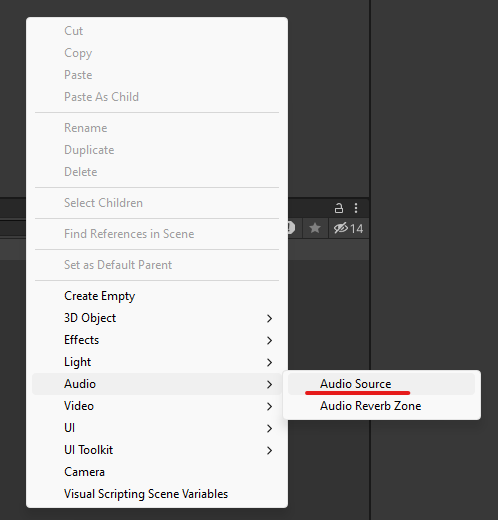 Cut
Copy
Paste
Paste As Child
Rename
Duplicate
Delete
Select Children
14
Find References in Scene
Set as Default Parent
Create Empty
3D Object
Effects
Light
Audio
Audio Source
Video
Audio Reverb Zone
UI
UI Toolkit
Camera
Visual Scripting Scene Variables